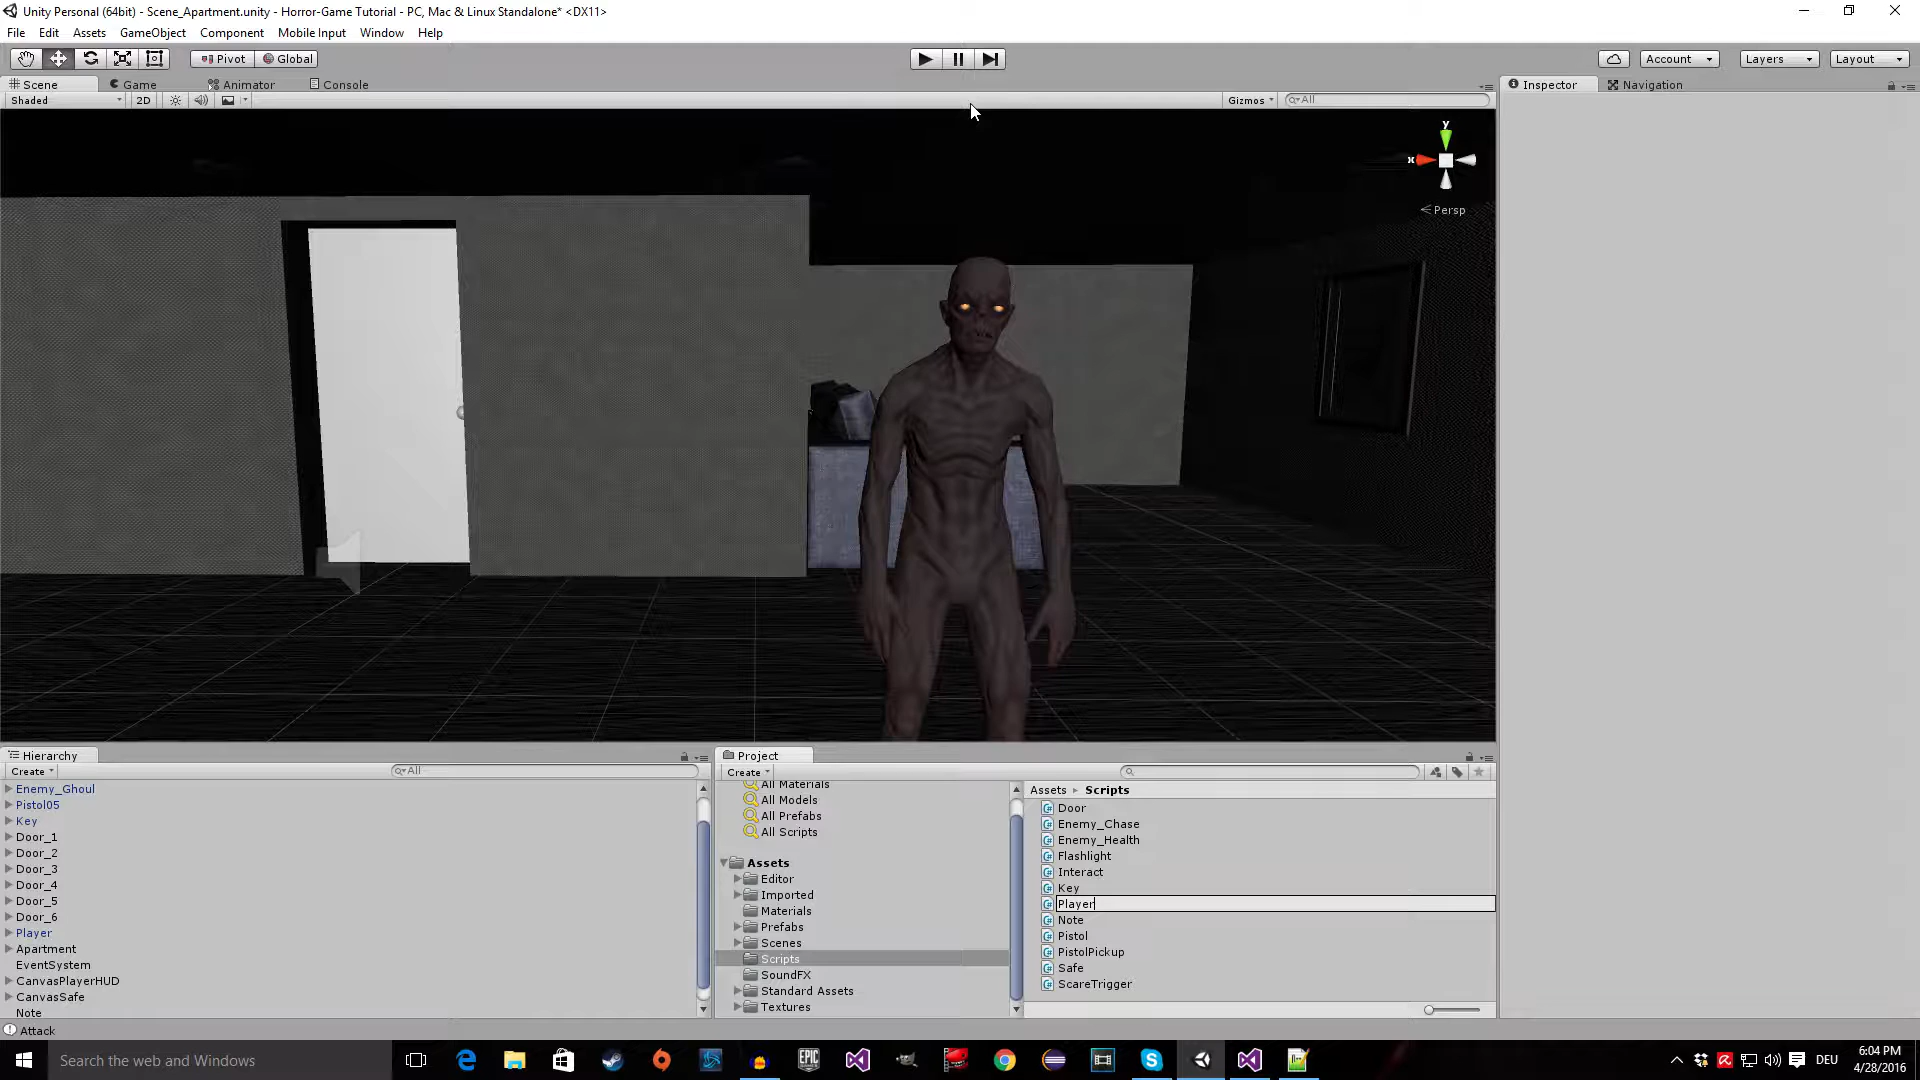 Unity Personal (64bit) - Scene_Apartment.unity - Horror-Game Tutorial - PC, Mac & Linux Standalone* <DX11>
File Edit Assets GameObject Component Mobile Input Window Help
Pivot Global Account Layers Layout
Scene Game Animator Console Inspector Navigation
Shaded 2D Gizmos All
y
x
Persp
Hierarchy
Create All
Enemy_Ghoul
Pistol05
Key
Door_1
Door_2
Door_3
Door_4
Door_5
Door_6
Player
Apartment
EventSystem
CanvasPlayerHUD
CanvasSafe
Note
Project
Create
All Materials
All Models
All Prefabs
All Scripts
Assets
Editor
Imported
Materials
Prefabs
Scenes
Scripts
SoundFX
Standard Assets
Textures
Assets Scripts
Door
Enemy_Chase
Enemy_Health
Flashlight
Interact
Key
Player
Note
Pistol
PistolPickup
Safe
ScareTrigger
Attack
Search the web and Windows
EPIC GAMES
DEU
6:04 PM
4/28/2016